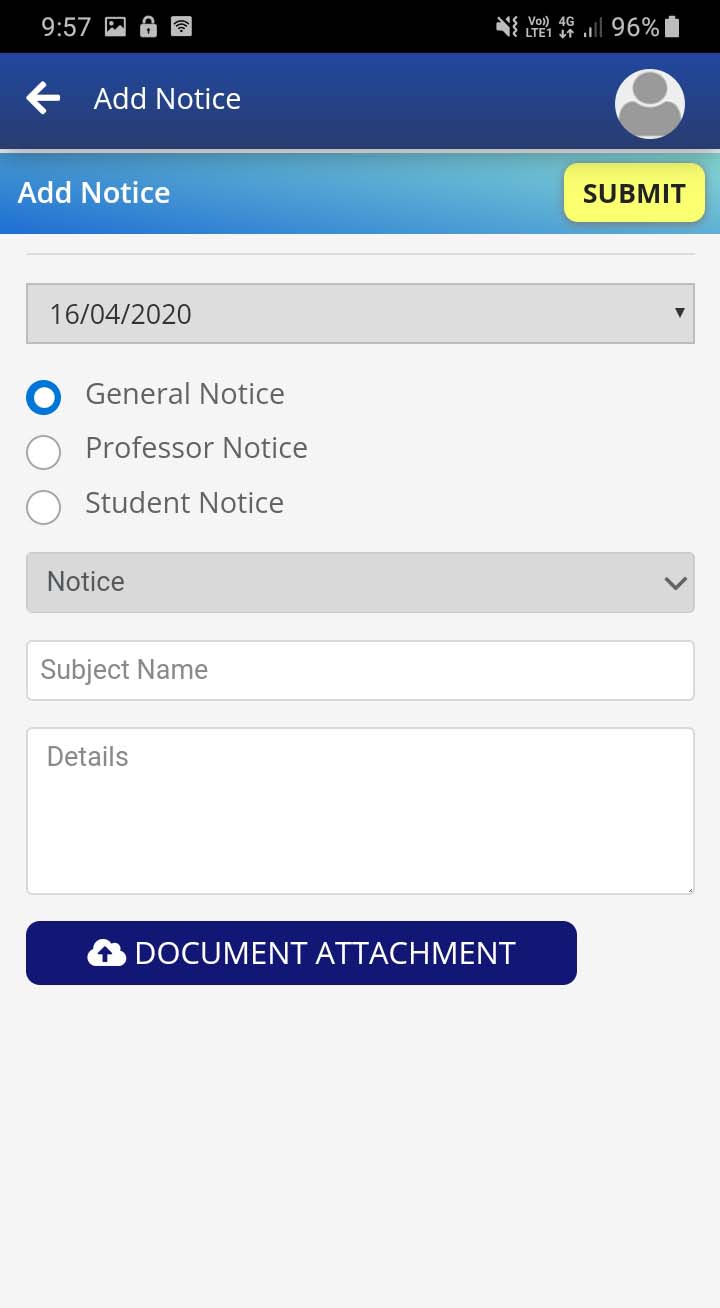 9:57 Vo)) LTE1 4G 96%
Add Notice
Add Notice SUBMIT
16/04/2020
General Notice
Professor Notice
Student Notice
Notice
Subject Name
Details
DOCUMENT ATTACHMENT